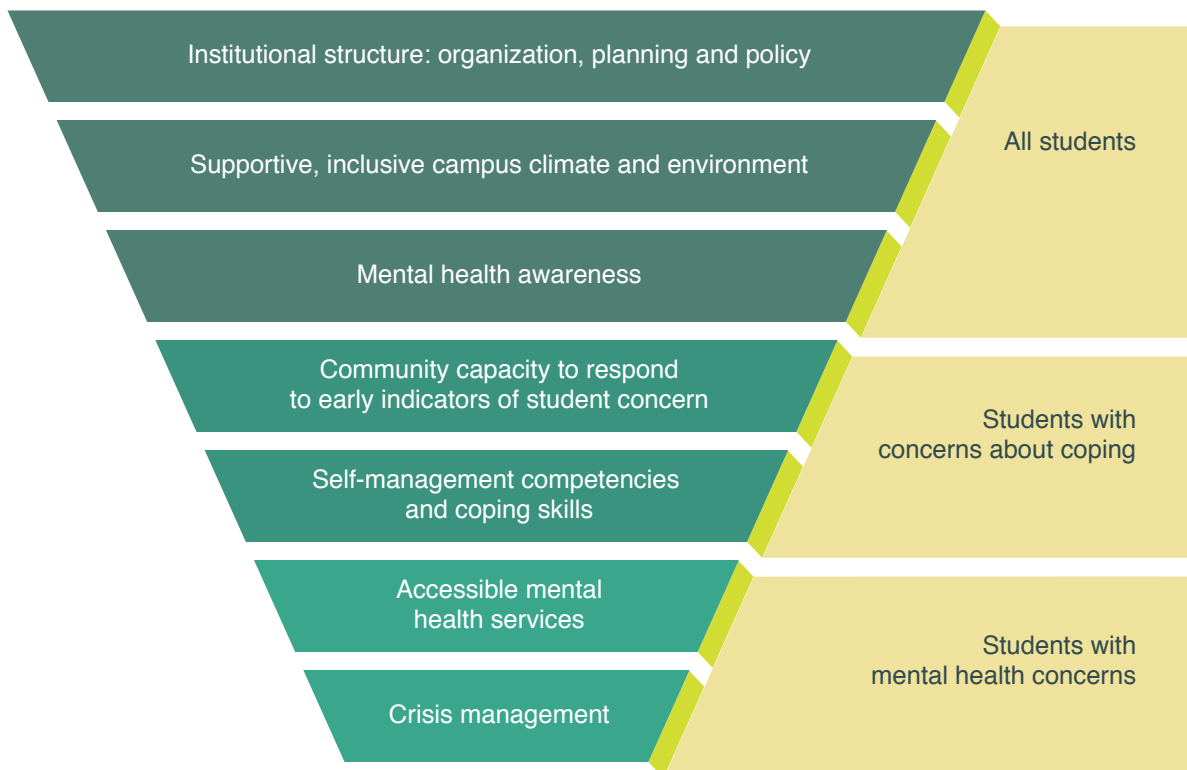 Institutional structure: organization, planning and policy
Supportive, inclusive campus climate and environment
Mental health awareness
All students
Community capacity to respond
to early indicators of student concern
Self-management competencies
and coping skills
Students with
concerns about coping
Accessible mental
health services
Crisis management
Students with
mental health concerns